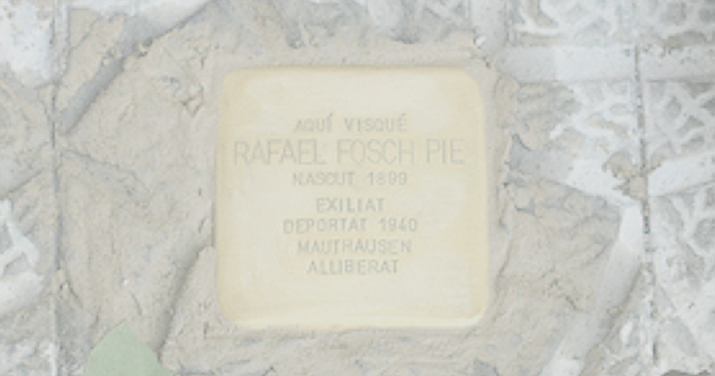 AQUÍ VISQUÉ
RAFAEL FOSCH PIE
NASCUT 1899
EXILIAT
DEPORTAT 1940
MAUTHAUSEN
ALLIBERAT